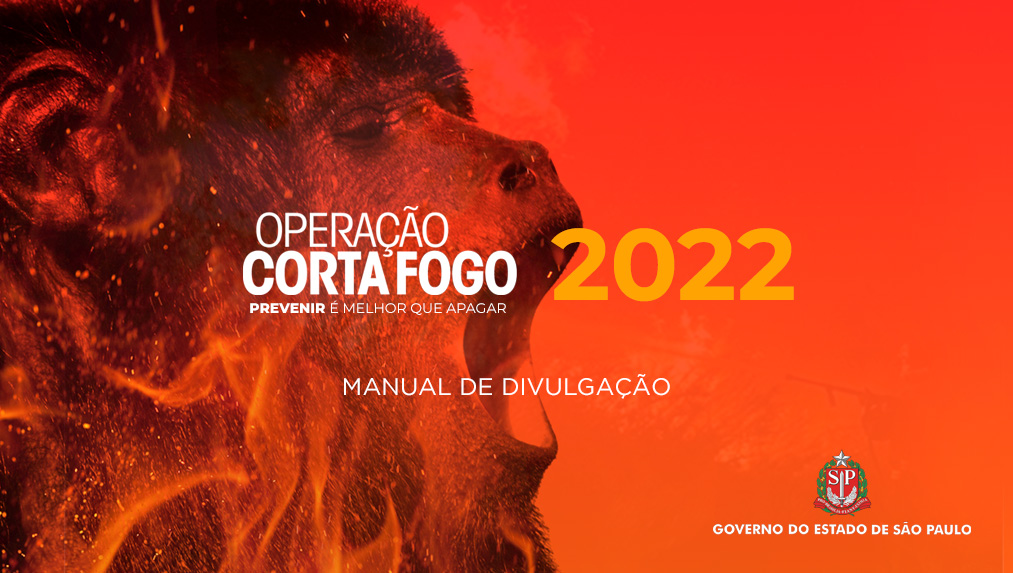 OPERAÇÃO
CORTA FOGO
2022
PREVENIR É MELHOR QUE APAGAR
MANUAL DE DIVULGAÇÃO
SP
GOVERNO DO ESTADO DE SÃO PAULO